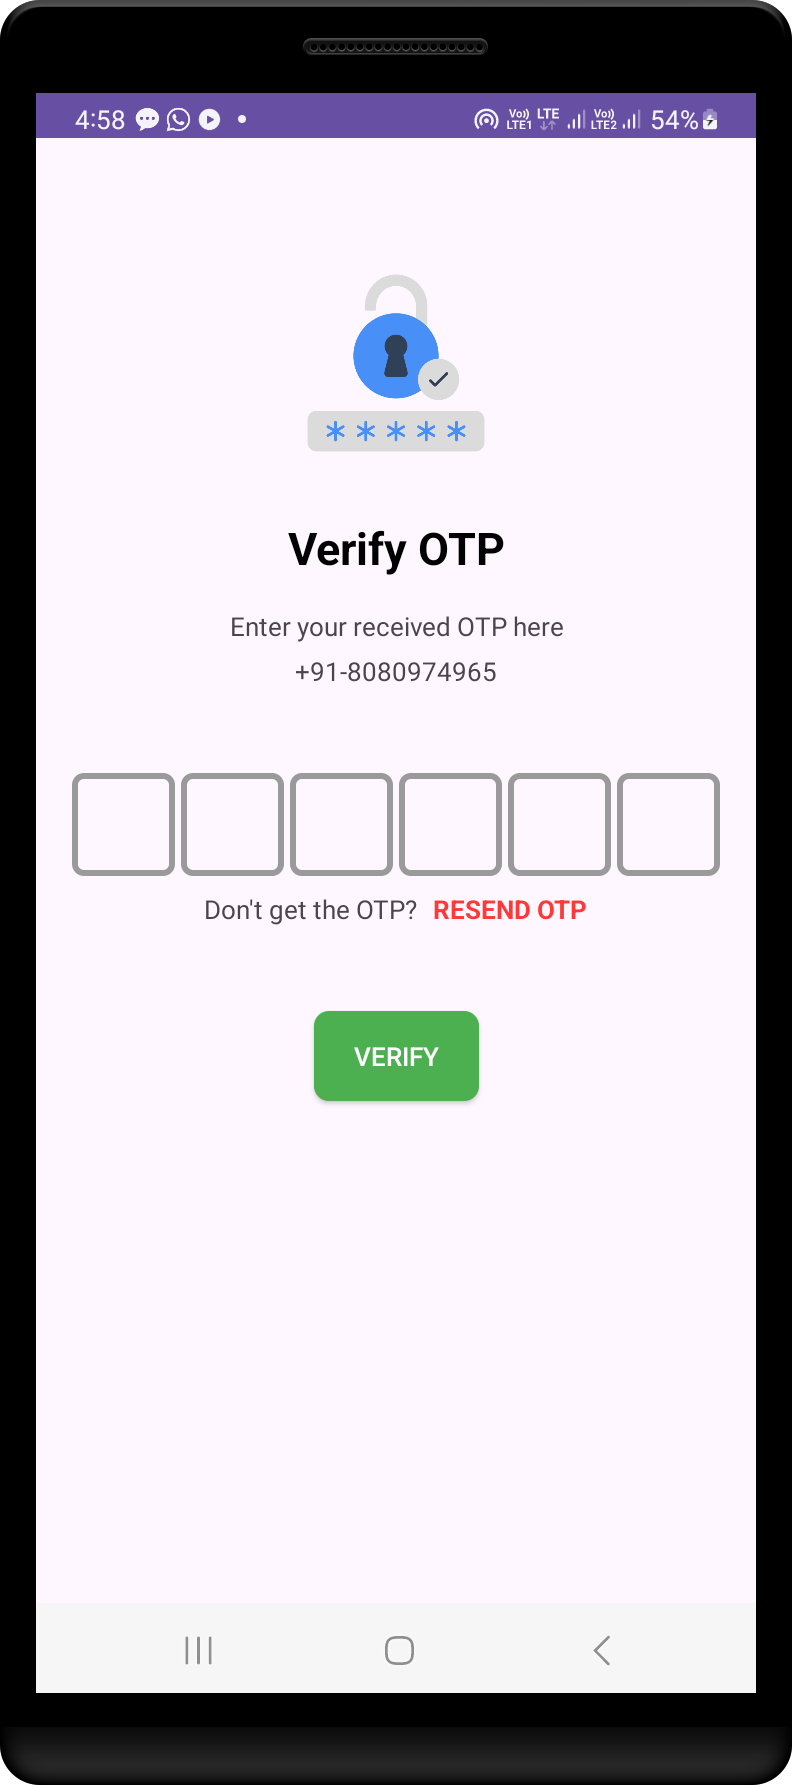 4:58 Vo)) LTE1 LTE Vo)) LTE2 54%
*****
Verify OTP
Enter your received OTP here
+91-8080974965
Don't get the OTP? RESEND OTP
VERIFY